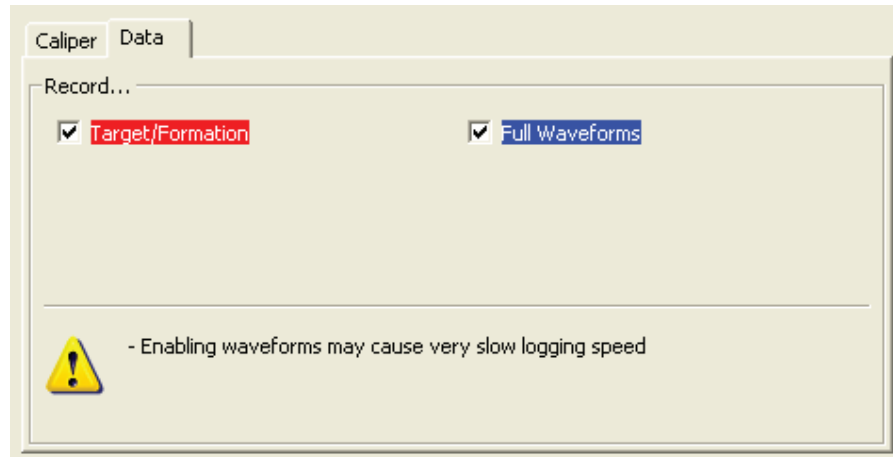 Caliper Data
Record...
Target/Formation Full Waveforms
- Enabling waveforms may cause very slow logging speed